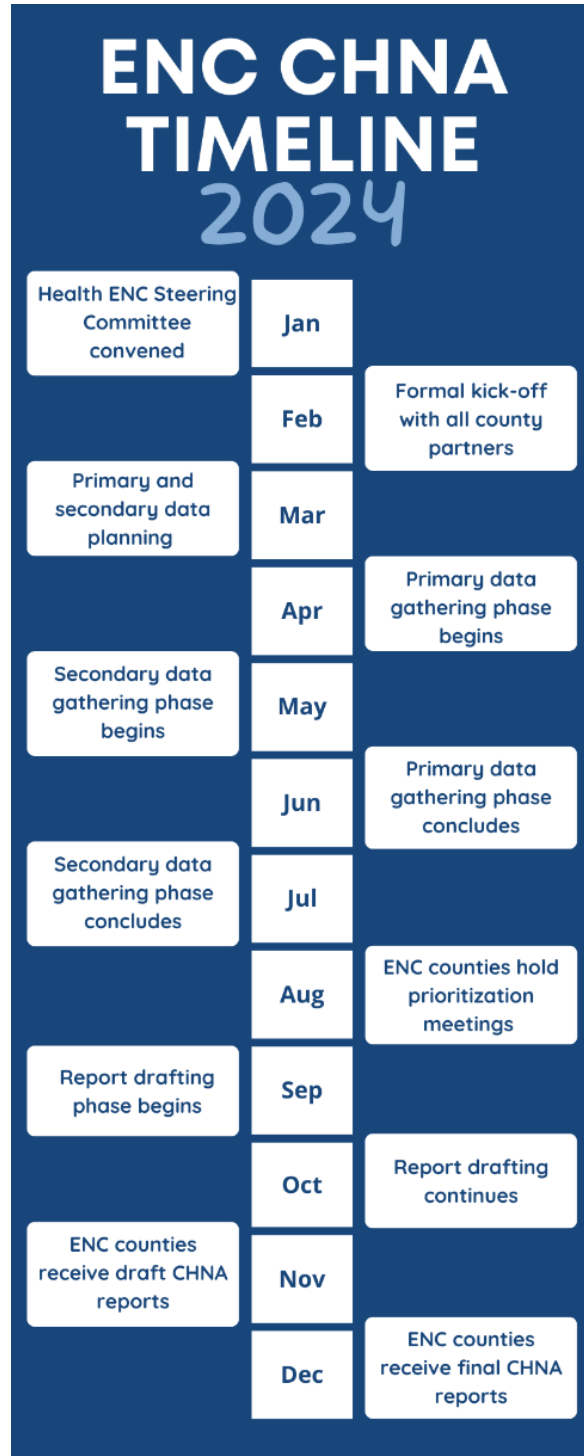 ENC CHNA
TIMELINE
2024
Health ENC Steering
Committee
convened
Jan
Feb
Formal kick-off
with all county
partners
Primary and
secondary data
planning
Mar
Apr
Primary data
gathering phase
begins
Secondary data
gathering phase
begins
May
Jun
Primary data
gathering phase
concludes
Secondary data
gathering phase
concludes
Jul
Aug
ENC counties hold
prioritization
meetings
Report drafting
phase begins
Sep
Oct
Report drafting
continues
ENC counties
receive draft CHNA
reports
Nov
Dec
ENC counties
receive final CHNA
reports